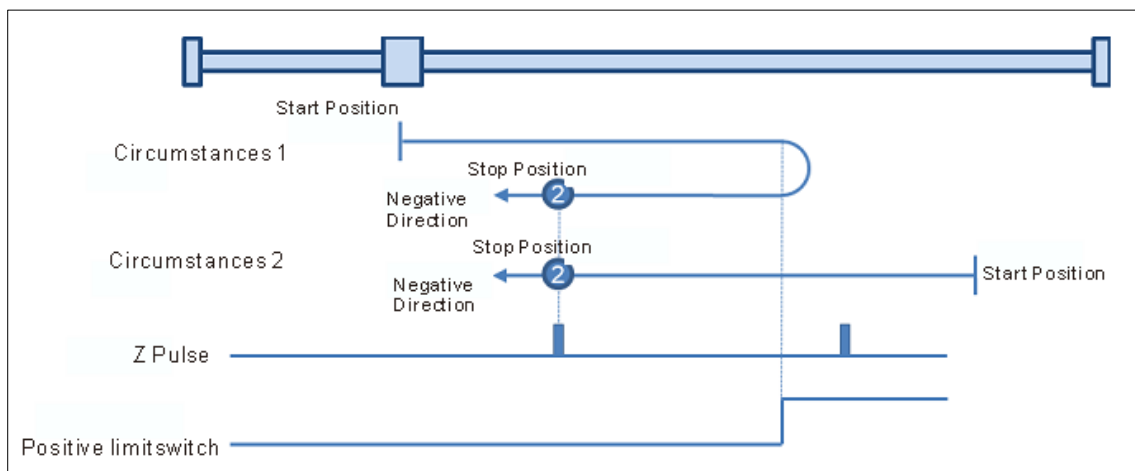 Start Position
Circumstances 1
Stop Position
2
Negative
Direction
Stop Position
Circumstances 2
2
Start Position
Negative
Direction
Z Pulse
Positive limitswitch